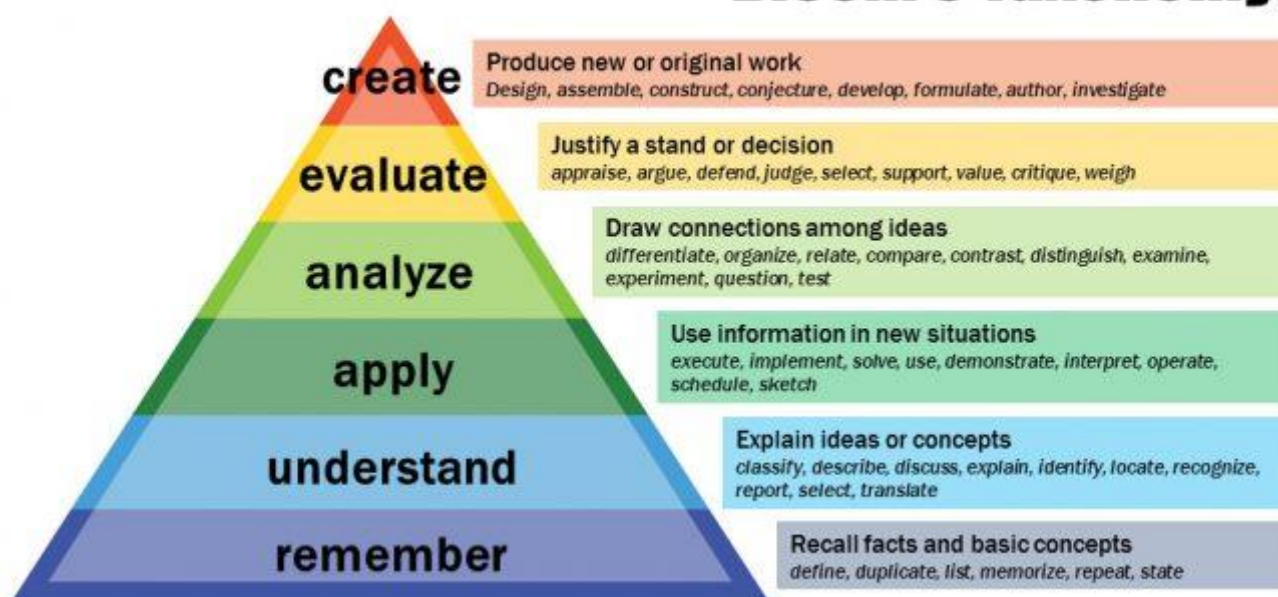 create
Produce new or original work
Design, assemble, construct, conjecture, develop, formulate, author, investigate
evaluate
Justify a stand or decision
appraise, argue, defend, judge, select, support, value, critique, weigh
analyze
Draw connections among ideas
differentiate, organize, relate, compare, contrast, distinguish, examine,
experiment, question, test
apply
Use information in new situations
execute, implement, solve, use, demonstrate, interpret, operate,
schedule, sketch
understand
Explain ideas or concepts
classify, describe, discuss, explain, identify, locate, recognize,
report, select, translate
remember
Recall facts and basic concepts
define, duplicate, list, memorize, repeat, state